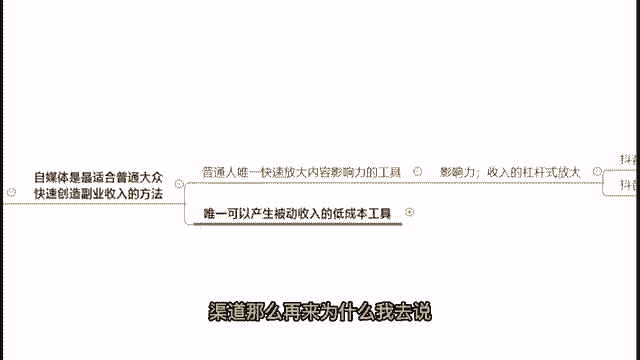 自媒体是最适合普通大众
快速创造副业收入的方法
普通人唯一快速放大内容影响力的工具
影响力；收入的杠杆式放大
抖音
抖音
唯一可以产生被动收入的低成本工具
渠道那么再来为什么我去说